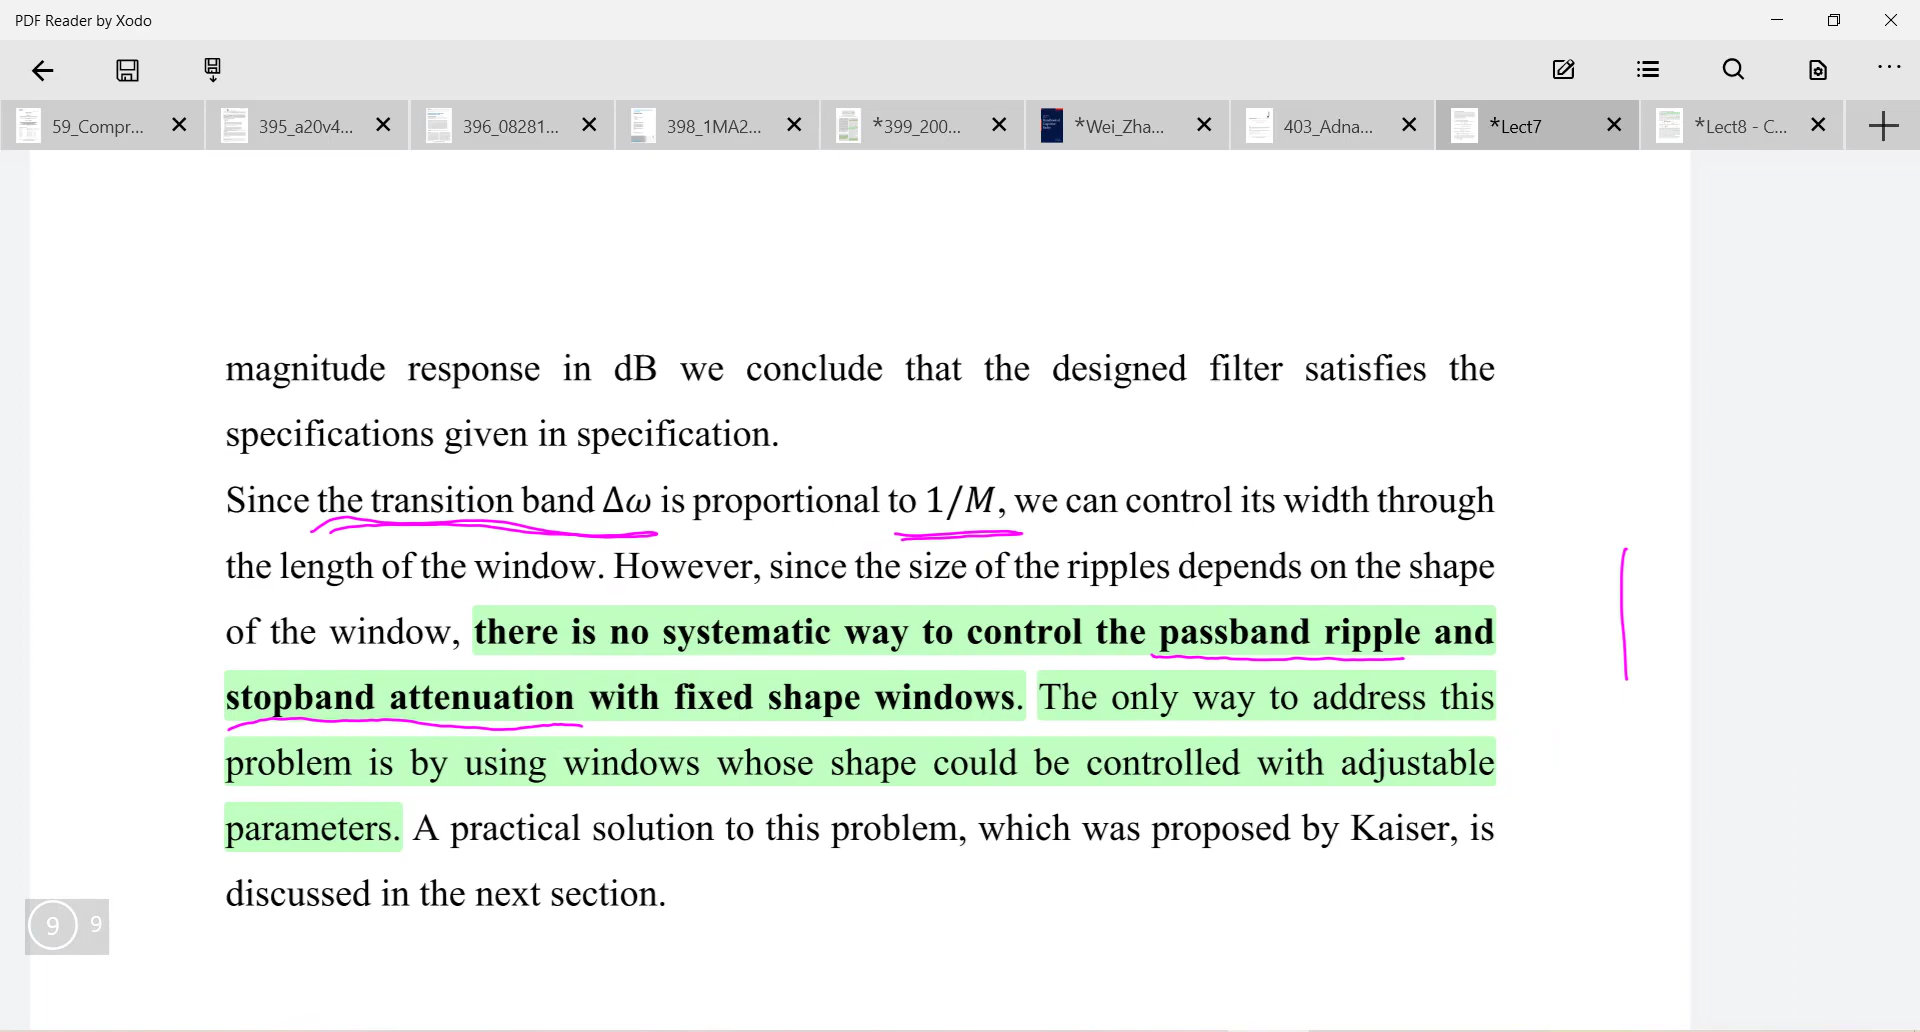 PDF Reader by Xodo
59_Compr...
395_a20v4...
396_08281...
398_1MA2...
*399_200...
*Wei_Zha...
403_Adna...
*Lect7
*Lect8 - C...
magnitude response in dB we conclude that the designed filter satisfies the
specifications given in specification.
Since the transition band Δω is proportional to 1/M, we can control its width through
the length of the window. However, since the size of the ripples depends on the shape
of the window, there is no systematic way to control the passband ripple and
stopband attenuation with fixed shape windows. The only way to address this
problem is by using windows whose shape could be controlled with adjustable
parameters. A practical solution to this problem, which was proposed by Kaiser, is
discussed in the next section.
9 9